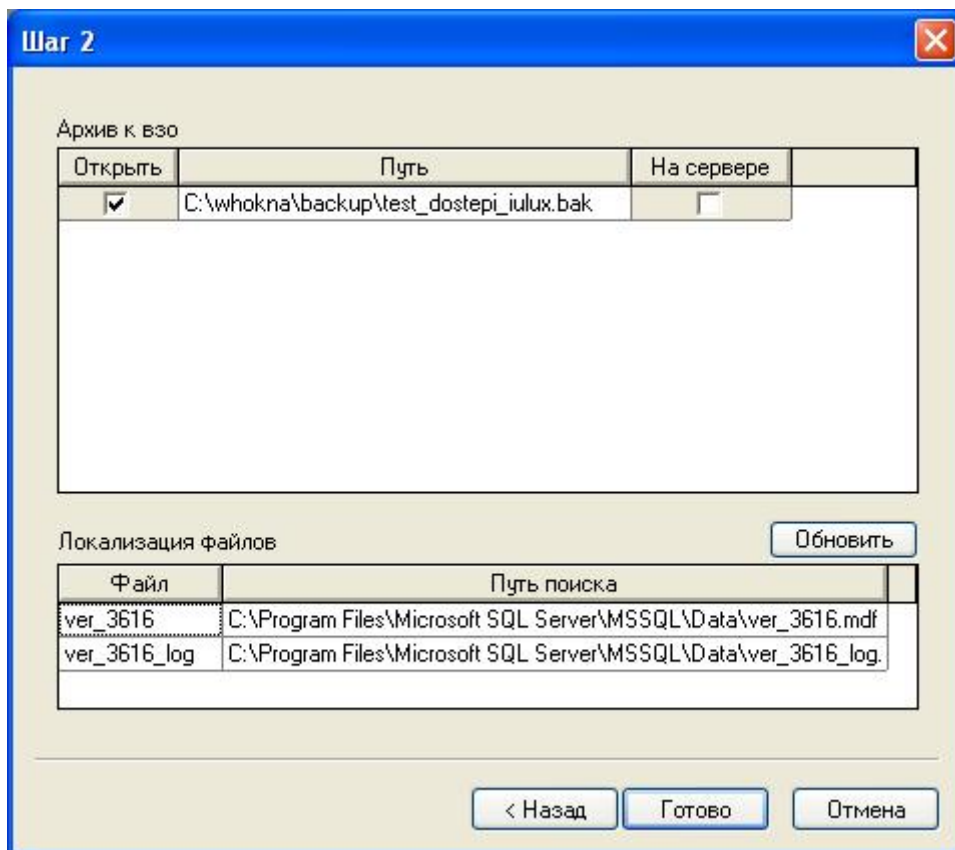 Шаг 2
Архив к взо
Открыть Путь На сервере
C:\whokna\backup\test_dostepi_iulux.bak
Локализация файлов
Обновить
Файл Путь поиска
ver_3616 C:\Program Files\Microsoft SQL Server\MSSQL\Data\ver_3616.mdf
ver_3616_log C:\Program Files\Microsoft SQL Server\MSSQL\Data\ver_3616_log.
< Назад Готово Отмена